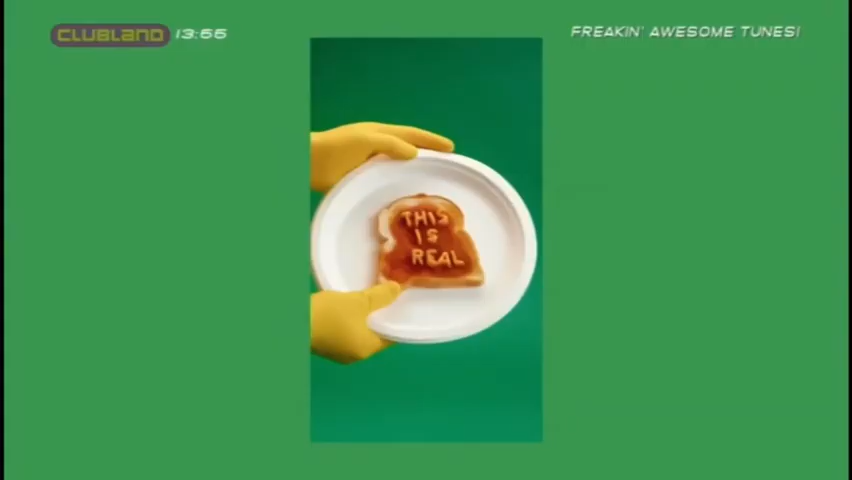 CLUBLAND 13:55
FREAKIN' AWESOME TUNES!
THIS
IS
REAL